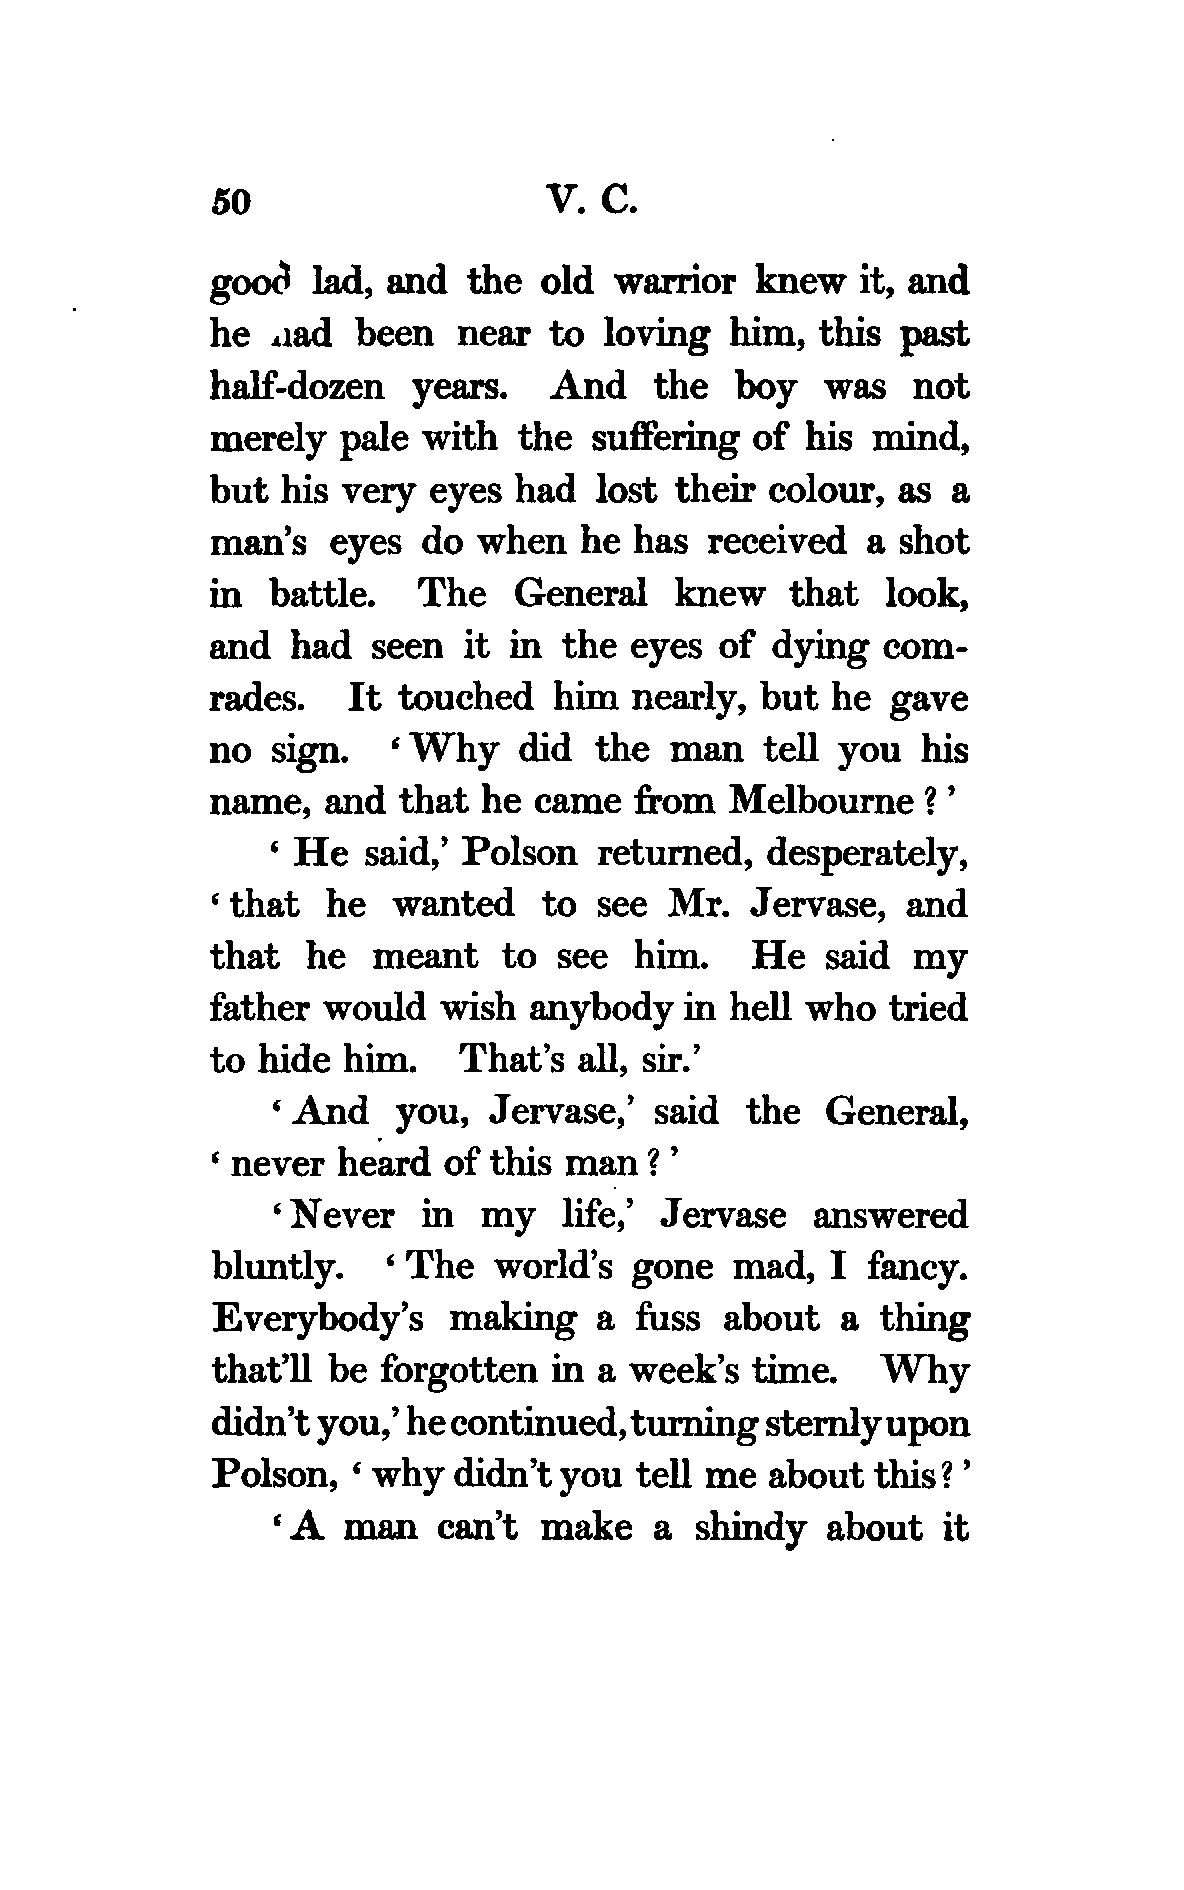 50 V. C.
good lad, and the old warrior knew it, and
he had been near to loving him, this past
half-dozen years. And the boy was not
merely pale with the suffering of his mind,
but his very eyes had lost their colour, as a
man's eyes do when he has received a shot
in battle. The General knew that look,
and had seen it in the eyes of dying com-
rades. It touched him nearly, but he gave
no sign. ‘Why did the man tell you his
name, and that he came from Melbourne?’
‘He said,’ Polson returned, desperately,
‘that he wanted to see Mr. Jervase, and
that he meant to see him. He said my
father would wish anybody in hell who tried
to hide him. That's all, sir.’
‘And you, Jervase,’ said the General,
‘never heard of this man?’
‘Never in my life,’ Jervase answered
bluntly. ‘The world's gone mad, I fancy.
Everybody's making a fuss about a thing
that'll be forgotten in a week's time. Why
didn't you,’ he continued, turning sternly upon
Polson, ‘why didn't you tell me about this?’
‘A man can't make a shindy about it